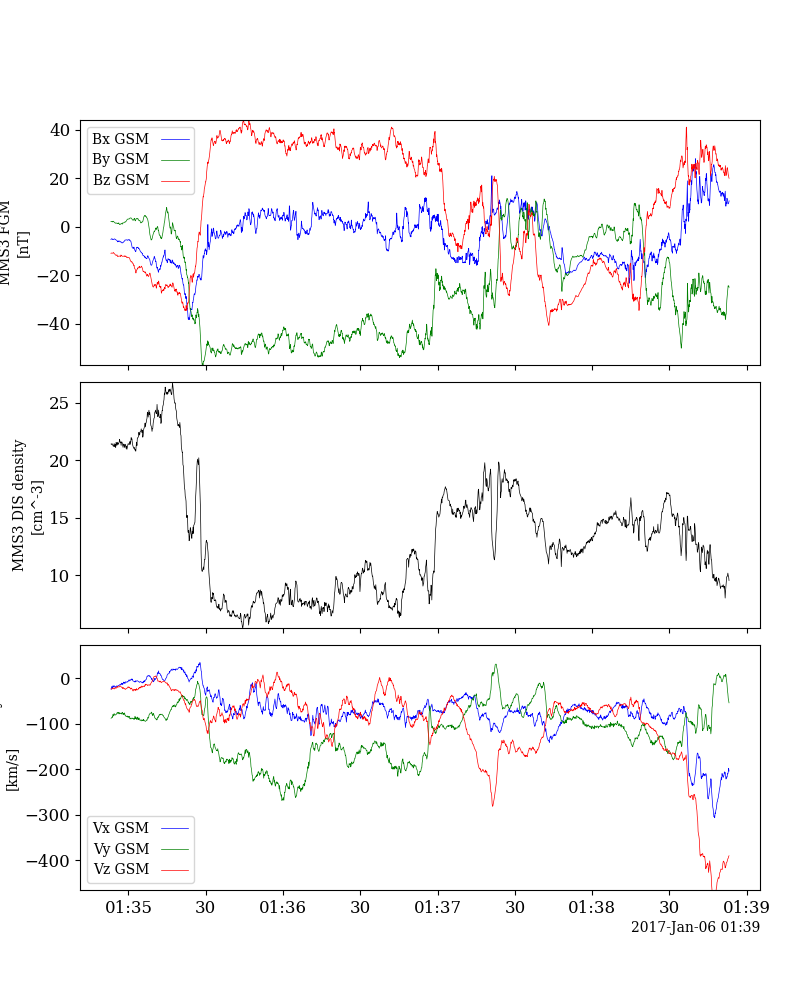 40
20
0
−20
−40
MMS3 FGM
[nT]
Bx GSM
By GSM
Bz GSM
25
20
15
10
MMS3 DIS density
[cm^-3]
0
−100
−200
−300
−400
[km/s]
Vx GSM
Vy GSM
Vz GSM
01:35 30 01:36 30 01:37 30 01:38 30 01:39
2017-Jan-06 01:39